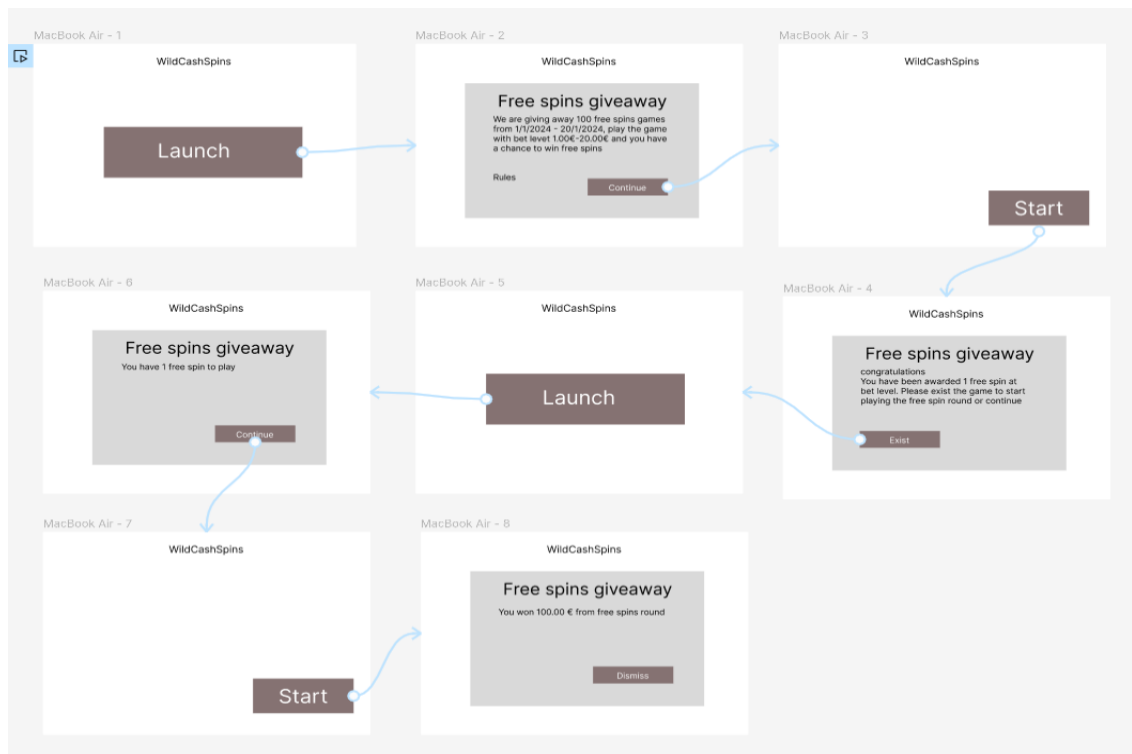 MacBook Air - 1
WildCashSpins
Launch
MacBook Air - 2
WildCashSpins
Free spins giveaway
We are giving away 100 free spins games
from 1/1/2024 - 20/1/2024, play the game
with bet level 1.00€-20.00€ and you have
a chance to win free spins
Rules
Continue
MacBook Air - 3
WildCashSpins
Start
MacBook Air - 6
WildCashSpins
Free spins giveaway
You have 1 free spin to play
Continue
MacBook Air - 5
WildCashSpins
Launch
MacBook Air - 4
WildCashSpins
Free spins giveaway
congratulations
You have been awarded 1 free spin at
bet level. Please exist the game to start
playing the free spin round or continue
Exist
MacBook Air - 7
WildCashSpins
Start
MacBook Air - 8
WildCashSpins
Free spins giveaway
You won 100.00 € from free spins round
Dismiss